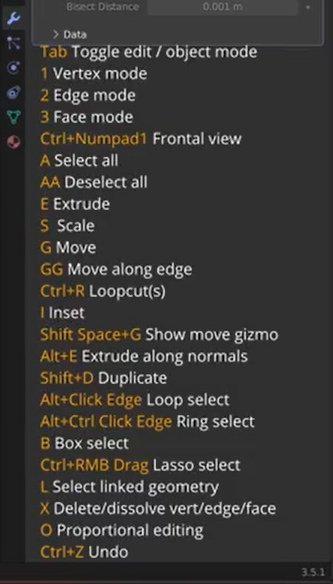 Bisect Distance 0.001 m
Data
Tab Toggle edit / object mode
1 Vertex mode
2 Edge mode
3 Face mode
Ctrl+Numpad1 Frontal view
A Select all
AA Deselect all
E Extrude
S Scale
G Move
GG Move along edge
Ctrl+R Loopcut(s)
I Inset
Shift Space+G Show move gizmo
Alt+E Extrude along normals
Shift+D Duplicate
Alt+Click Edge Loop select
Alt+Ctrl Click Edge Ring select
B Box select
Ctrl+RMB Drag Lasso select
L Select linked geometry
X Delete/dissolve vert/edge/face
O Proportional editing
Ctrl+Z Undo
3.5.1